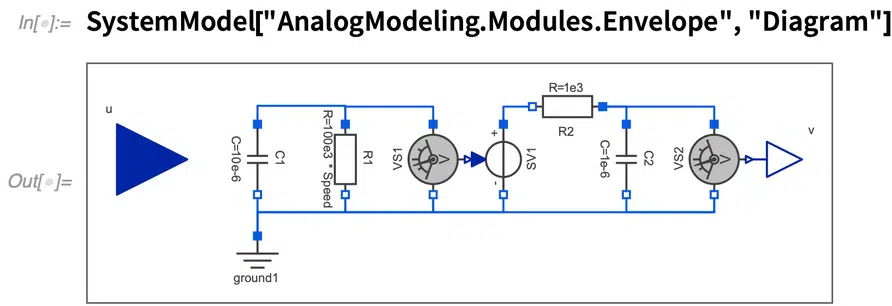 In[●]:= SystemModel["AnalogModeling.Modules.Envelope", "Diagram"]
Out[●]=
u
C=10e-6
C1
R=100e3 * Speed
R1
VS1
V
+
-
SV1
R=1e3
R2
C=1e-6
C2
VS2
V
v
ground1